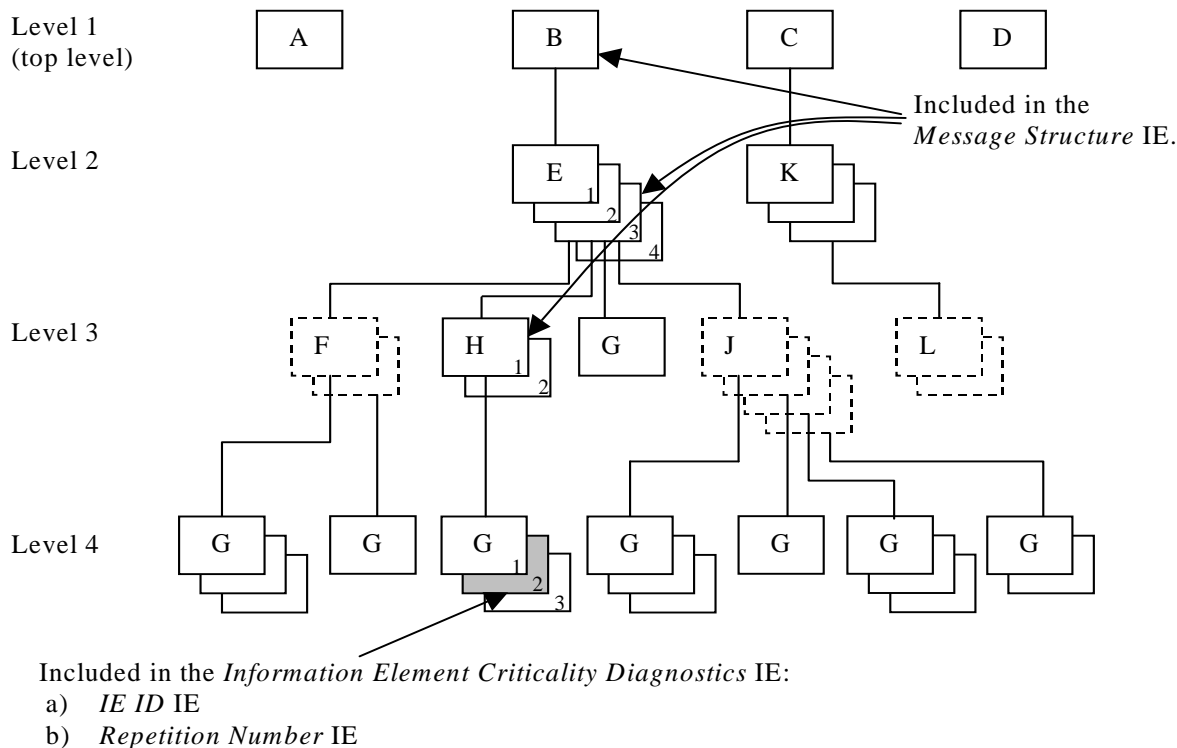 Level 1
(top level)
A
B
C
D
Included in the
Message Structure IE.
Level 2
E
1
2
3
4
K
Level 3
F
H
1
2
G
J
L
Level 4
G
G
G
1
2
3
G
G
G
G
Included in the Information Element Criticality Diagnostics IE:
a) IE ID IE
b) Repetition Number IE